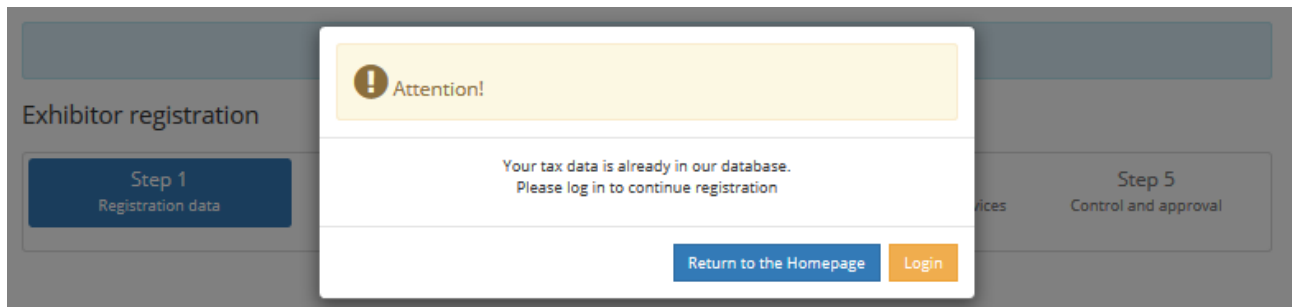 Attention!
Exhibitor registration
Your tax data is already in our database.
Please log in to continue registration
Step 1
Registration data
Step 5
Control and approval
Return to the Homepage
Login